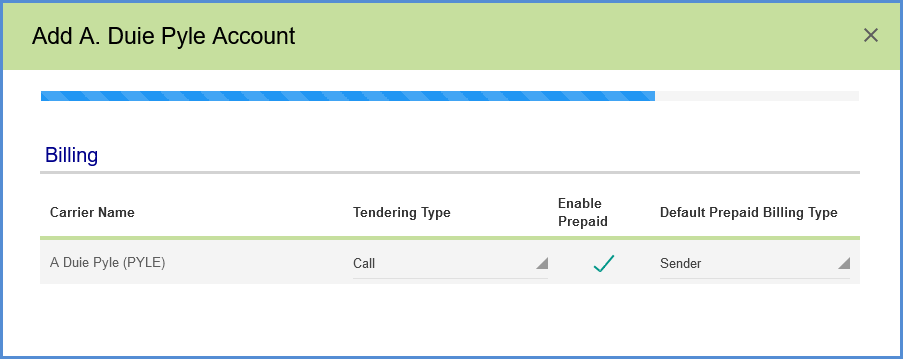 Add A. Duie Pyle Account
Billing
Carrier Name
Tendering Type
Enable
Prepaid
Default Prepaid Billing Type
A Duie Pyle (PYLE)
Call
Sender